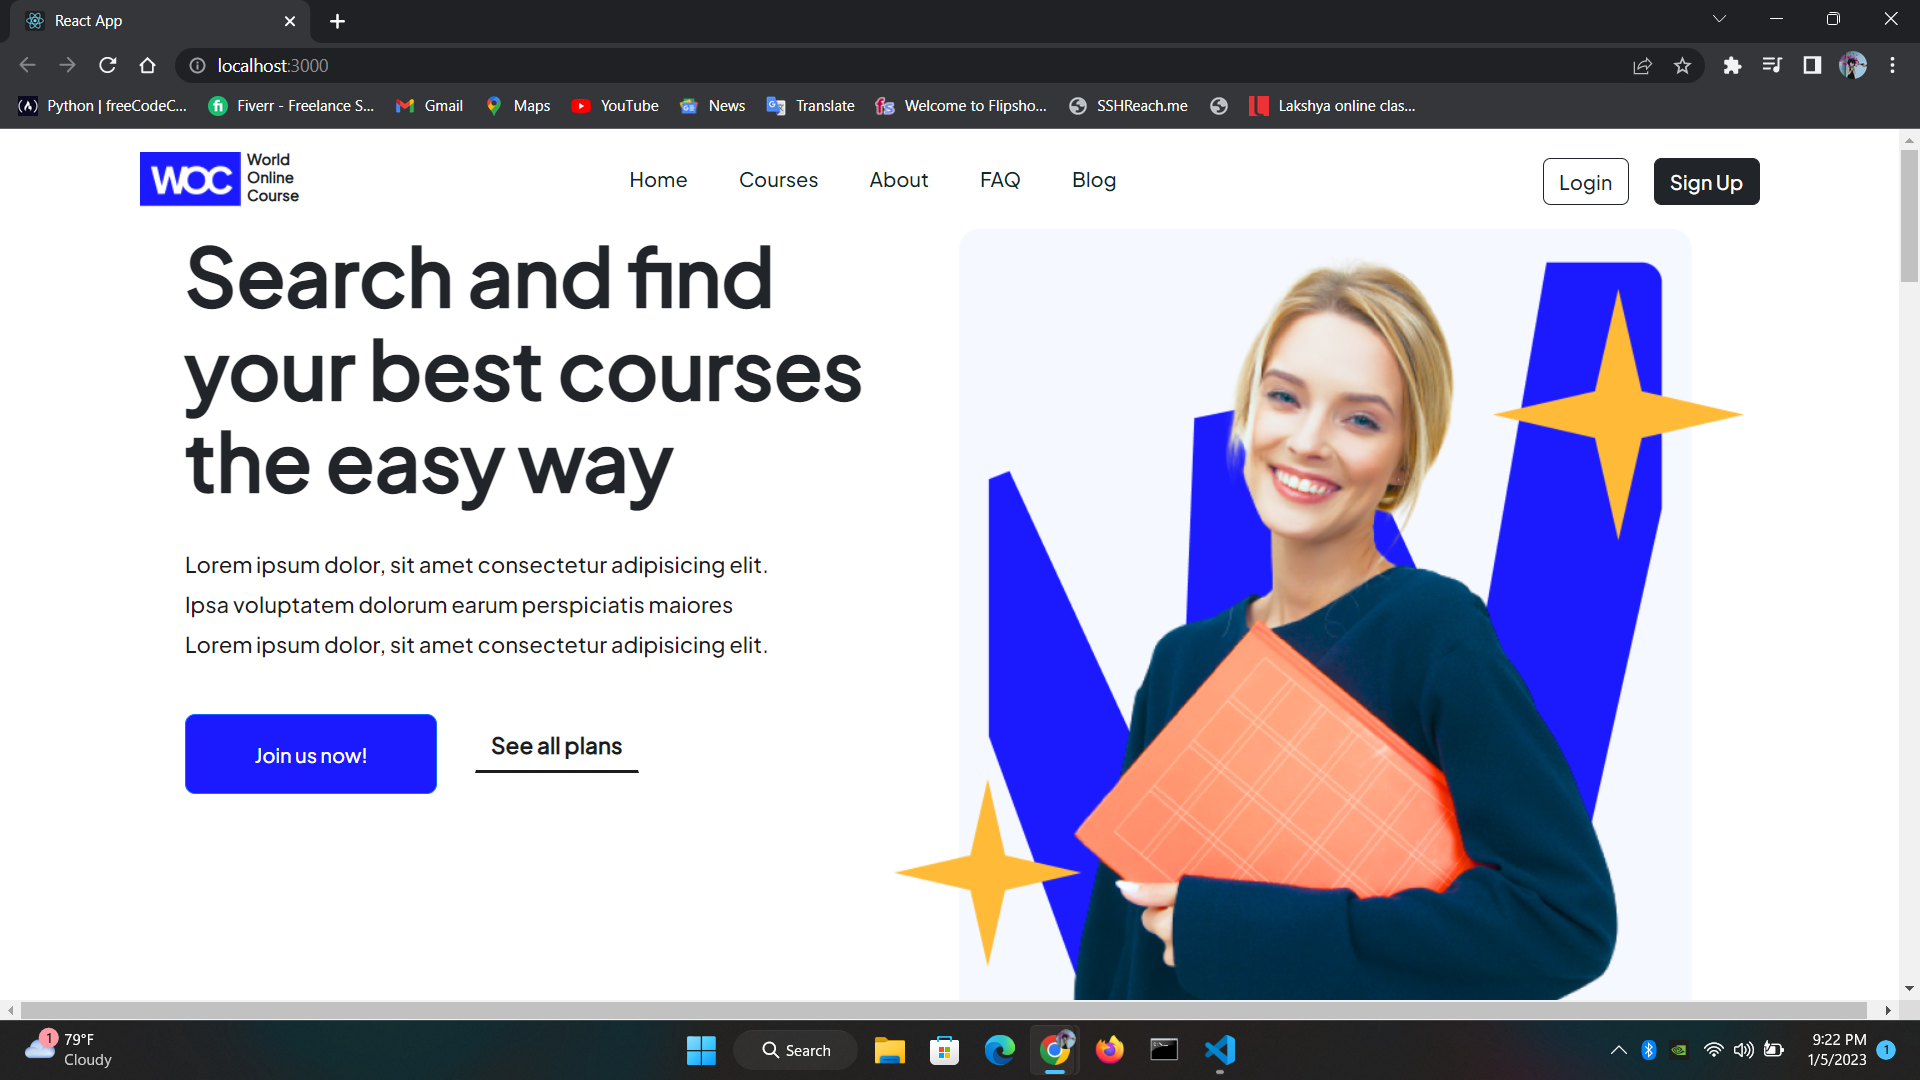 React App
localhost:3000
Python | freeCodeC...
Fiverr - Freelance S...
Gmail
Maps
YouTube
News
Translate
Welcome to Flipsho...
SSHReach.me
Lakshya online clas...
WOC
World
Online
Course
Home
Courses
About
FAQ
Blog
Login
Sign Up
Search and find
your best courses
the easy way
Lorem ipsum dolor, sit amet consectetur adipisicing elit.
Ipsa voluptatem dolorum earum perspiciatis maiores
Lorem ipsum dolor, sit amet consectetur adipisicing elit.
Join us now!
See all plans
1
79°F
Cloudy
Search
9:22 PM
1/5/2023
1